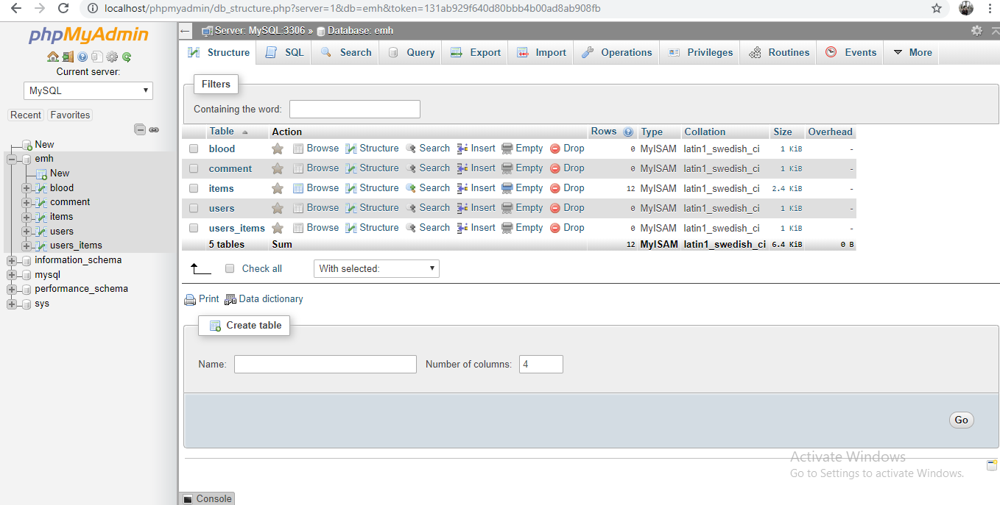 localhost/phpmyadmin/db_structure.php?server=1&db=emh&token=131ab929f640d80bbb4b00ad8ab908fb
phpMyAdmin
Current server:
MySQL
Recent Favorites
New
emh
New
blood
comment
items
users
users_items
information_schema
mysql
performance_schema
sys
Server: MySQL:3306 » Database: emh
Structure SQL Search Query Export Import Operations Privileges Routines Events More
Filters
Containing the word:
Table Action Rows Type Collation Size Overhead
blood Browse Structure Search Insert Empty Drop 0 MyISAM latin1_swedish_ci 1 KiB -
comment Browse Structure Search Insert Empty Drop 0 MyISAM latin1_swedish_ci 1 KiB -
items Browse Structure Search Insert Empty Drop 12 MyISAM latin1_swedish_ci 2.4 KiB -
users Browse Structure Search Insert Empty Drop 0 MyISAM latin1_swedish_ci 1 KiB -
users_items Browse Structure Search Insert Empty Drop 0 MyISAM latin1_swedish_ci 1 KiB -
5 tables Sum 12 MyISAM latin1_swedish_ci 6.4 KiB 0 B
Check all With selected:
Print Data dictionary
Create table
Name: Number of columns: 4
Go
Activate Windows
Go to Settings to activate Windows.
Console